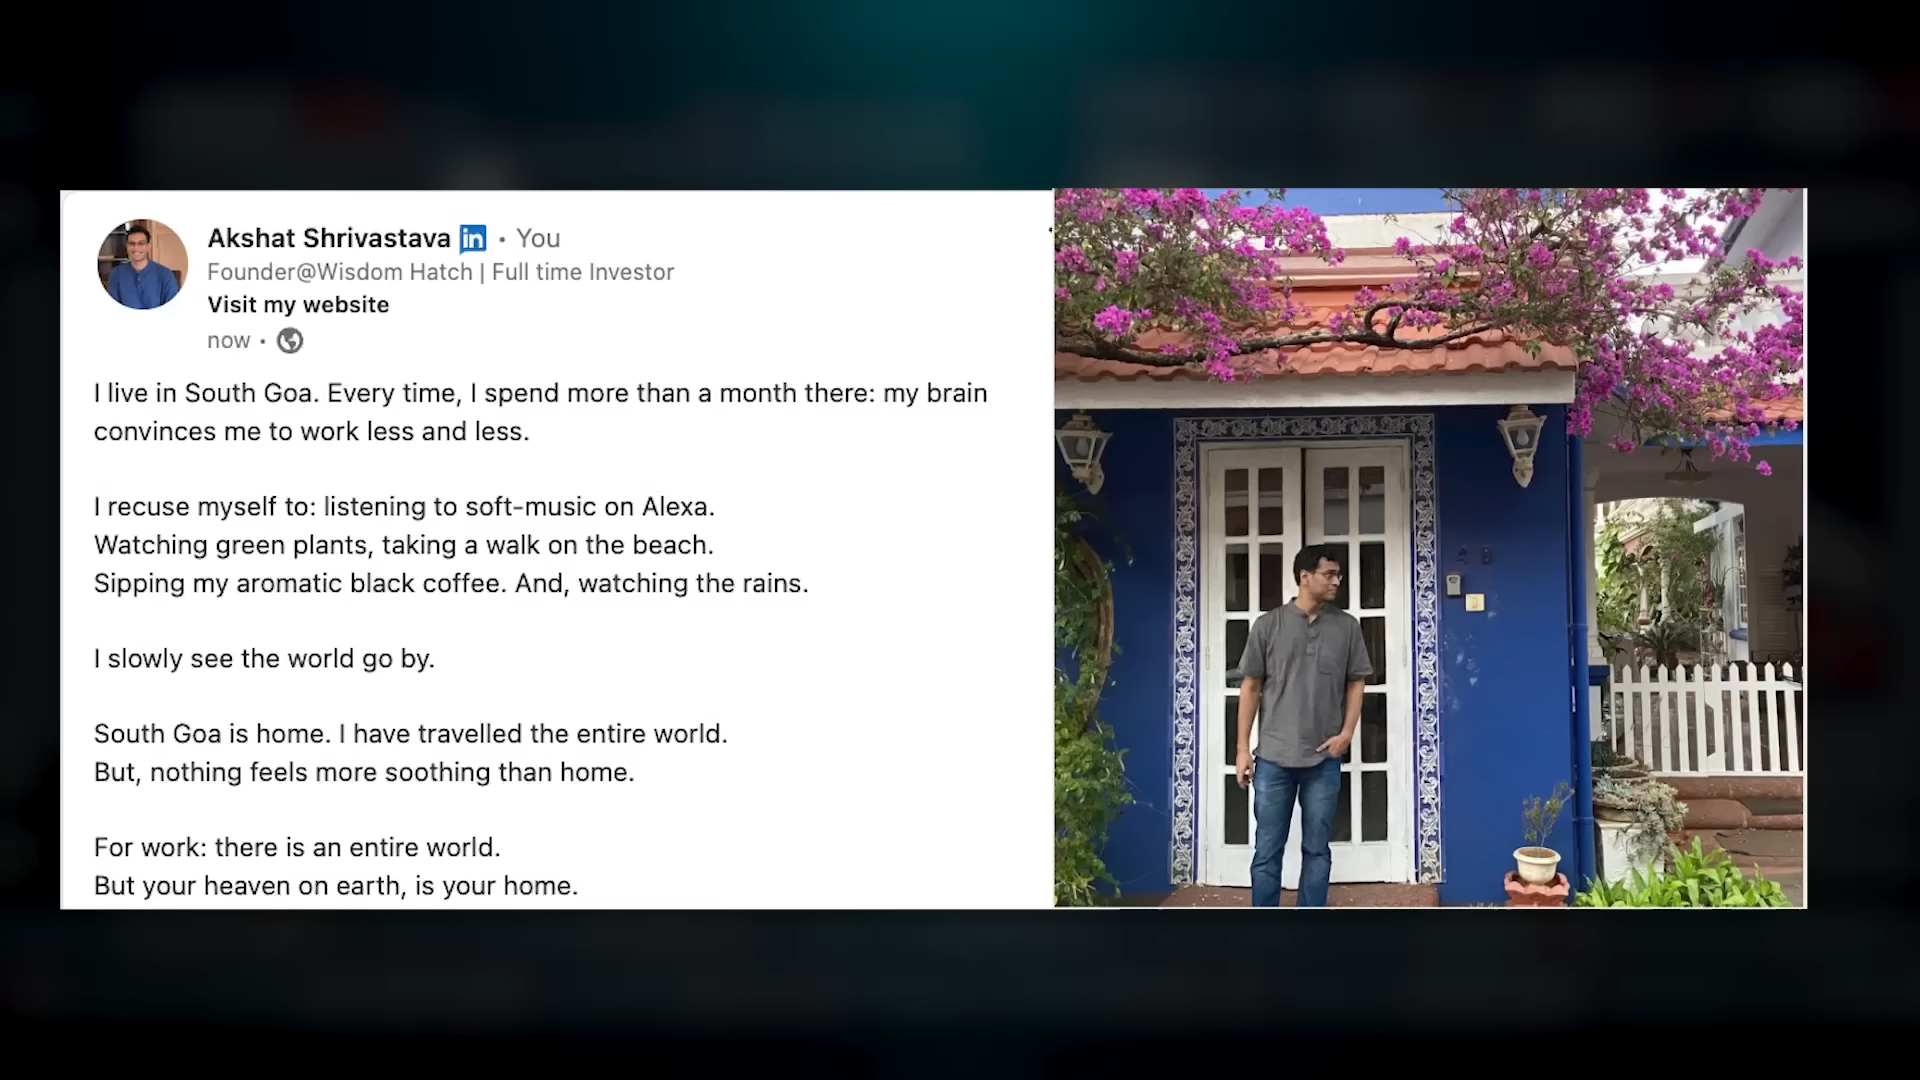 Akshat Shrivastava in • You
Founder@Wisdom Hatch | Full time Investor
Visit my website
now •
I live in South Goa. Every time, I spend more than a month there: my brain
convinces me to work less and less.
I recuse myself to: listening to soft-music on Alexa.
Watching green plants, taking a walk on the beach.
Sipping my aromatic black coffee. And, watching the rains.
I slowly see the world go by.
South Goa is home. I have travelled the entire world.
But, nothing feels more soothing than home.
For work: there is an entire world.
But your heaven on earth, is your home.